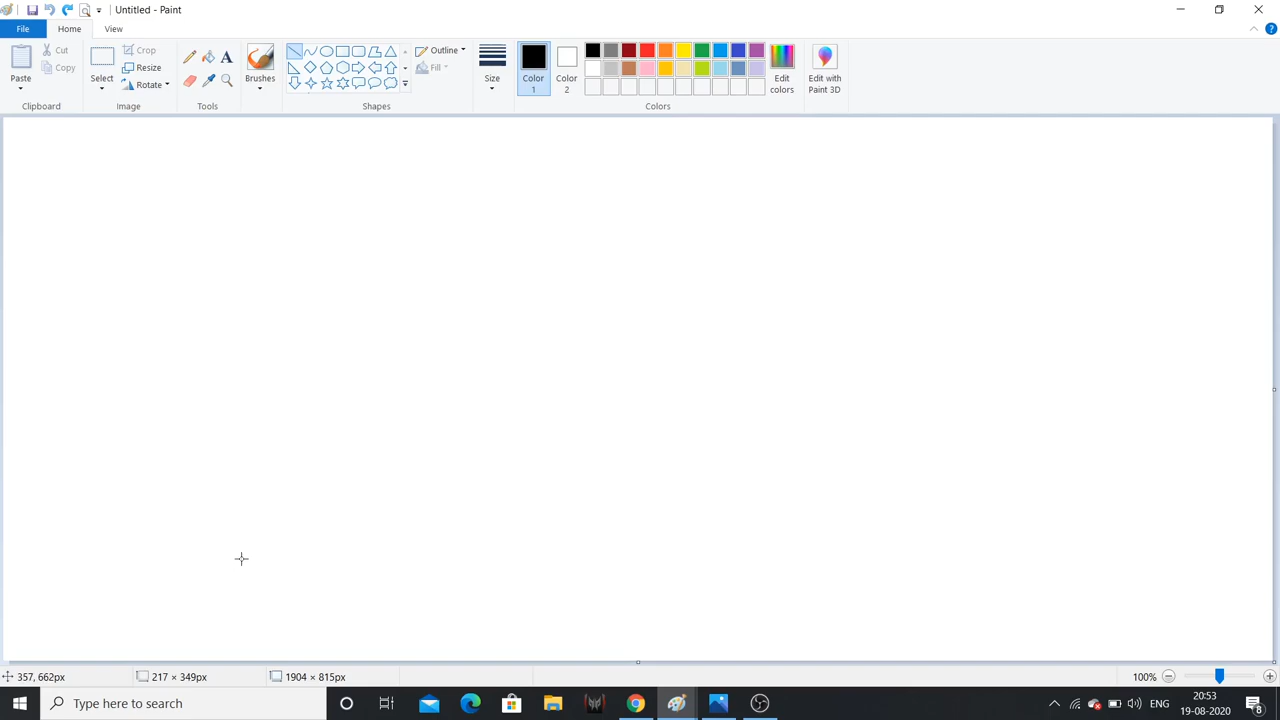 Untitled - Paint
File Home View
Paste
Cut
Copy
Clipboard
Select
Crop
Resize
Rotate
Image
A
Tools
Brushes
Shapes
Outline
Fill
Size
Color 1
Color 2
Edit colors
Colors
Edit with Paint 3D
357, 662px 217 × 349px 1904 × 815px 100%
Type here to search
ENG
20:53
19-08-2020
8